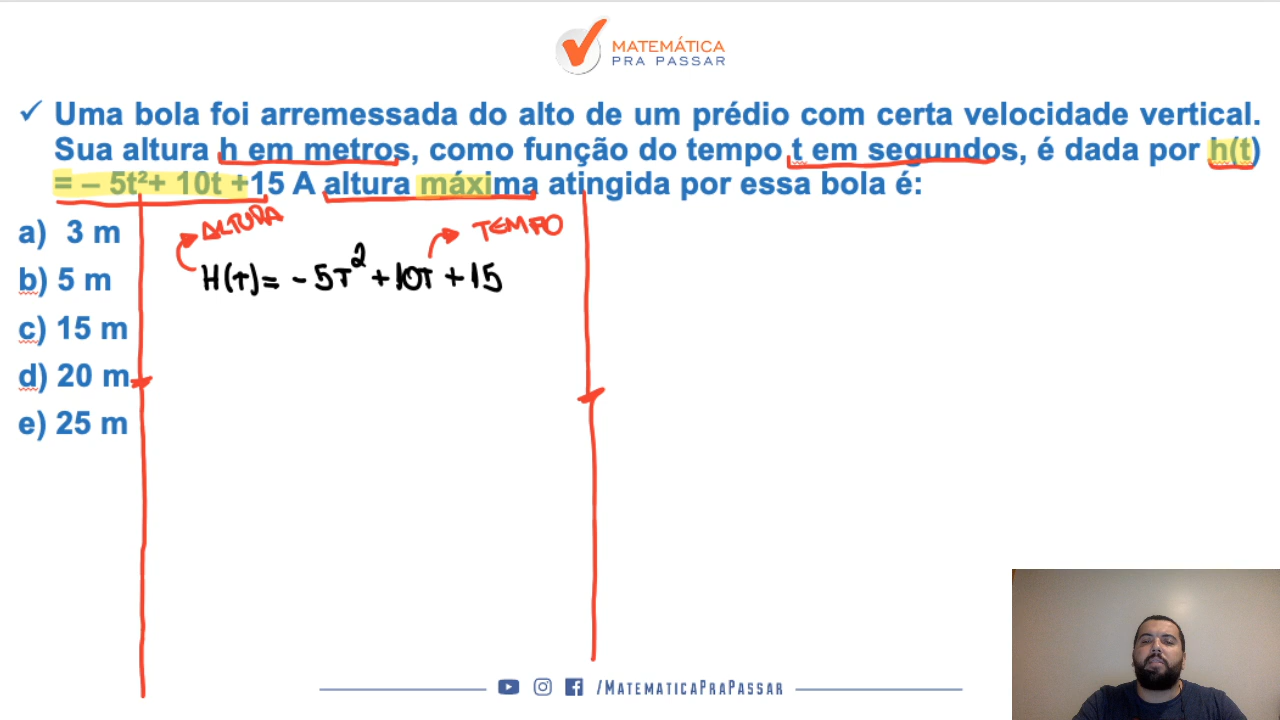 MATEMÁTICA
PRA PASSAR
✓ Uma bola foi arremessada do alto de um prédio com certa velocidade vertical.
Sua altura h em metros, como função do tempo t em segundos, é dada por h(t)
= – 5t²+ 10t +15 A altura máxima atingida por essa bola é:
a) 3 m
b) 5 m
c) 15 m
d) 20 m
e) 25 m
ALTURA
TEMPO
H(T)= -5T²+10T+15
/MATEMATICAPRAPASSAR